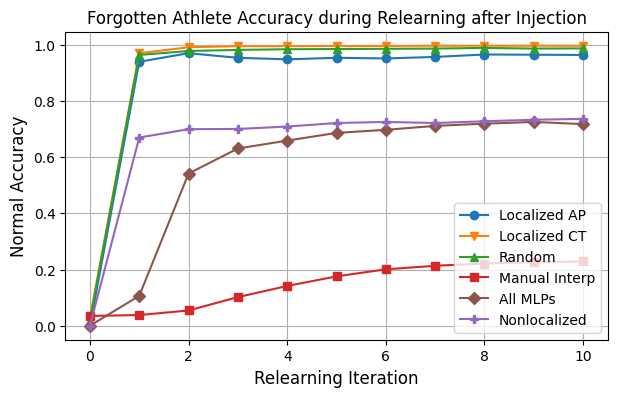 Forgotten Athlete Accuracy during Relearning after Injection
Normal Accuracy
1.0
0.8
0.6
0.4
0.2
0.0
Localized AP
Localized CT
Random
Manual Interp
All MLPs
Nonlocalized
0
2
4
6
8
10
Relearning Iteration